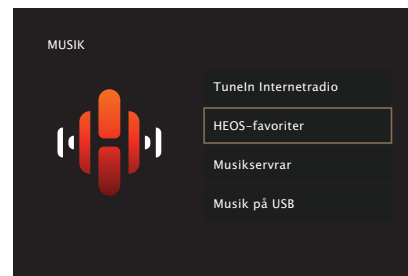 MUSIK
TuneIn Internetradio
HEOS-favoriter
Musikservrar
Musik på USB